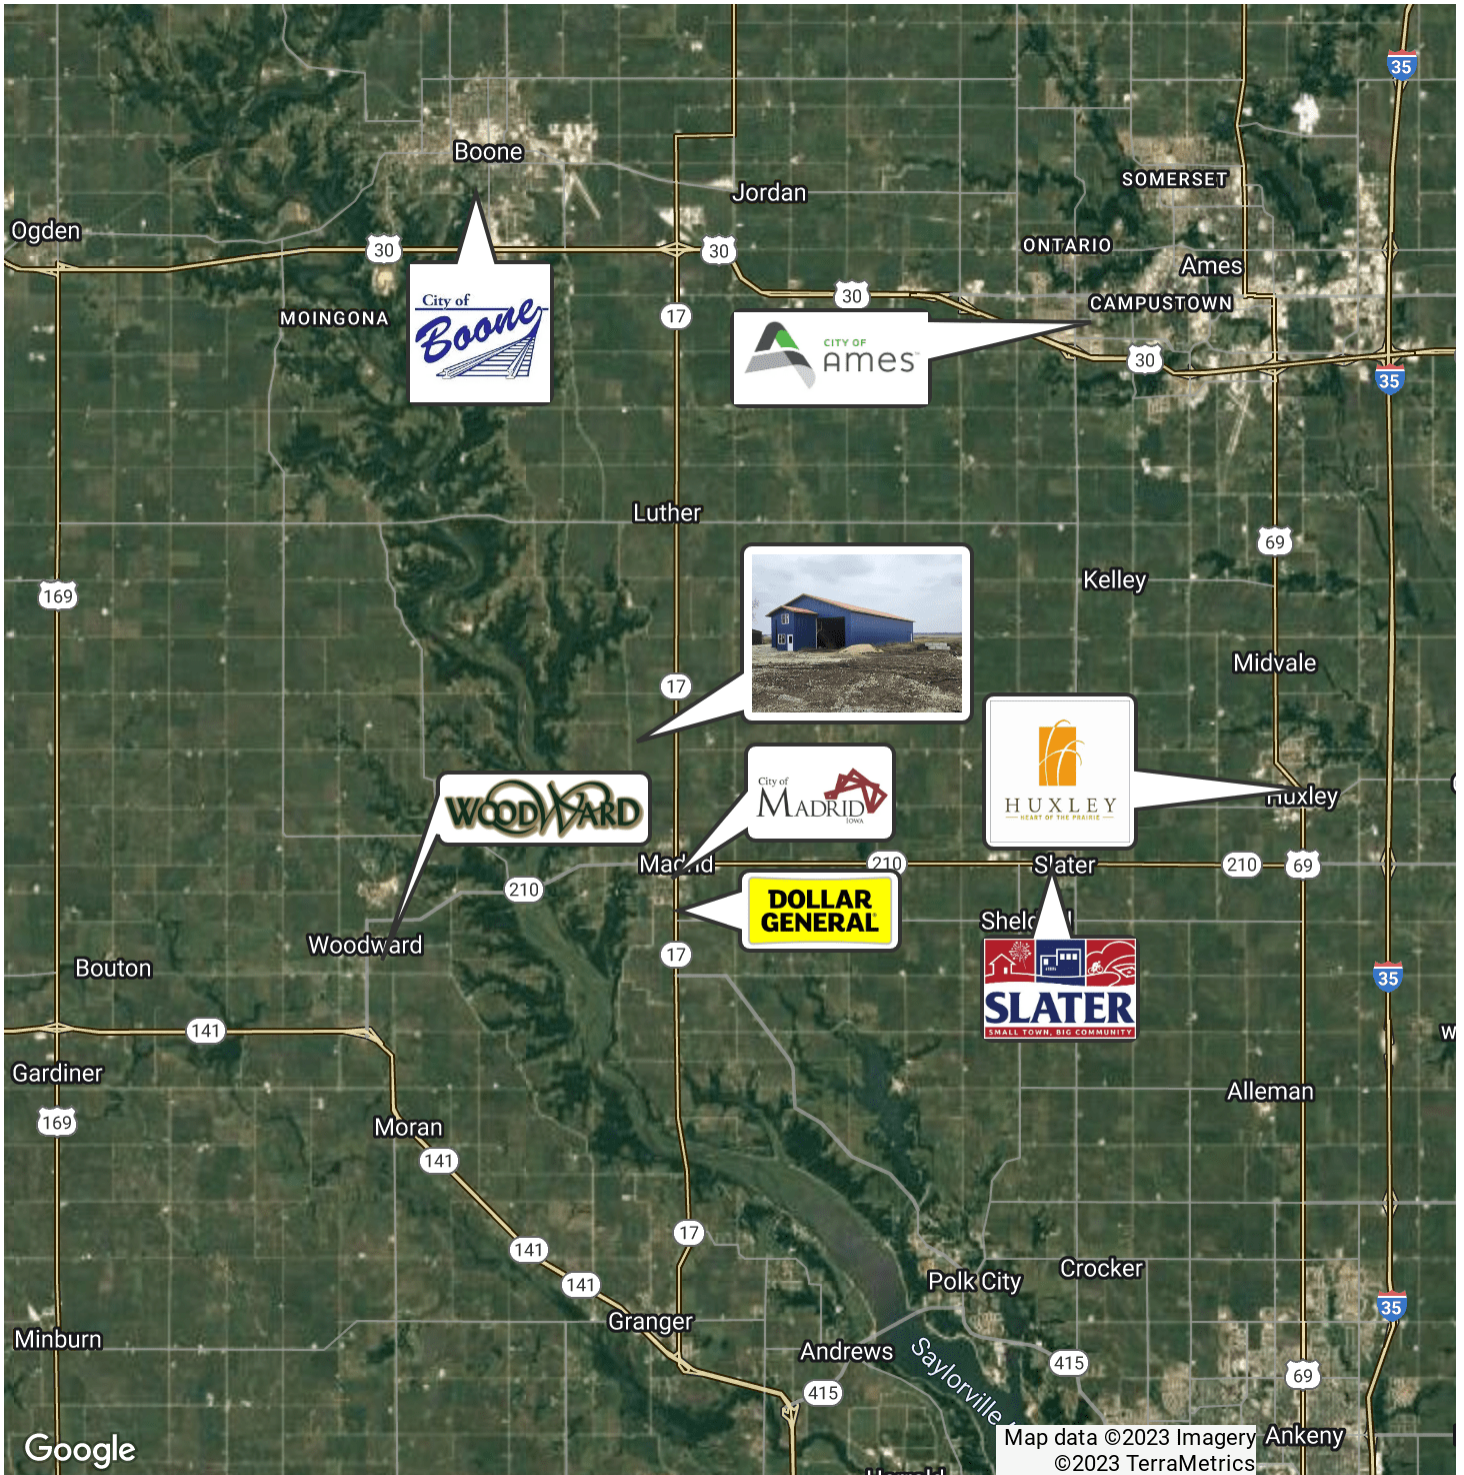 35
Boone
SOMERSET
Jordan
Ogden
ONTARIO
30
30
Ames
30
City of
Boone
MOINGONA
17
CAMPUSTOWN
CITY OF
Ames
30
35
Luther
69
Kelley
169
Midvale
17
HUXLEY
HEART OF THE PRAIRIE
Huxley
City of
MADRID
IOWA
WOODWARD
Madrid
210
Slater
210
69
210
DOLLAR
GENERAL
Woodward
17
Bouton
35
SLATER
SMALL TOWN, BIG COMMUNITY
141
Gardiner
Alleman
169
Moran
141
17
141
Crocker
Polk City
141
35
Granger
Minburn
Andrews
Saylorville
415
69
415
Ankeny
Google
Map data ©2023 Imagery
©2023 TerraMetrics